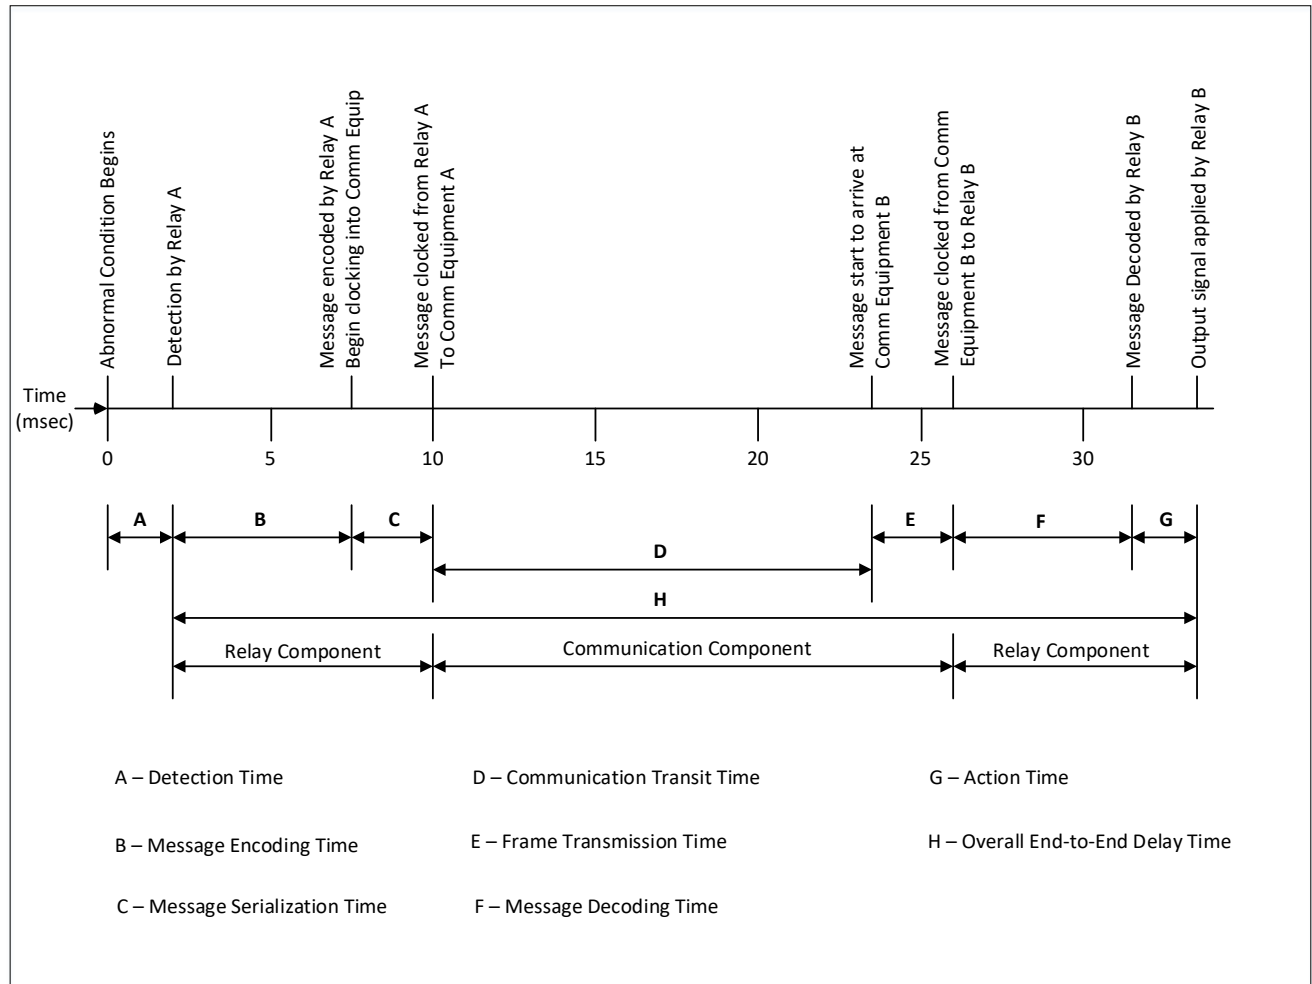 Abnormal Condition Begins
Detection by Relay A
Message encoded by Relay A
Begin clocking into Comm Equip
Message clocked from Relay A
To Comm Equipment A
Message start to arrive at
Comm Equipment B
Message clocked from Comm
Equipment B to Relay B
Message Decoded by Relay B
Output signal applied by Relay B
Time
(msec)
0
5
10
15
20
25
30
A
B
C
D
E
F
G
H
Relay Component
Communication Component
Relay Component
A – Detection Time
D – Communication Transit Time
G – Action Time
B – Message Encoding Time
E – Frame Transmission Time
H – Overall End-to-End Delay Time
C – Message Serialization Time
F – Message Decoding Time